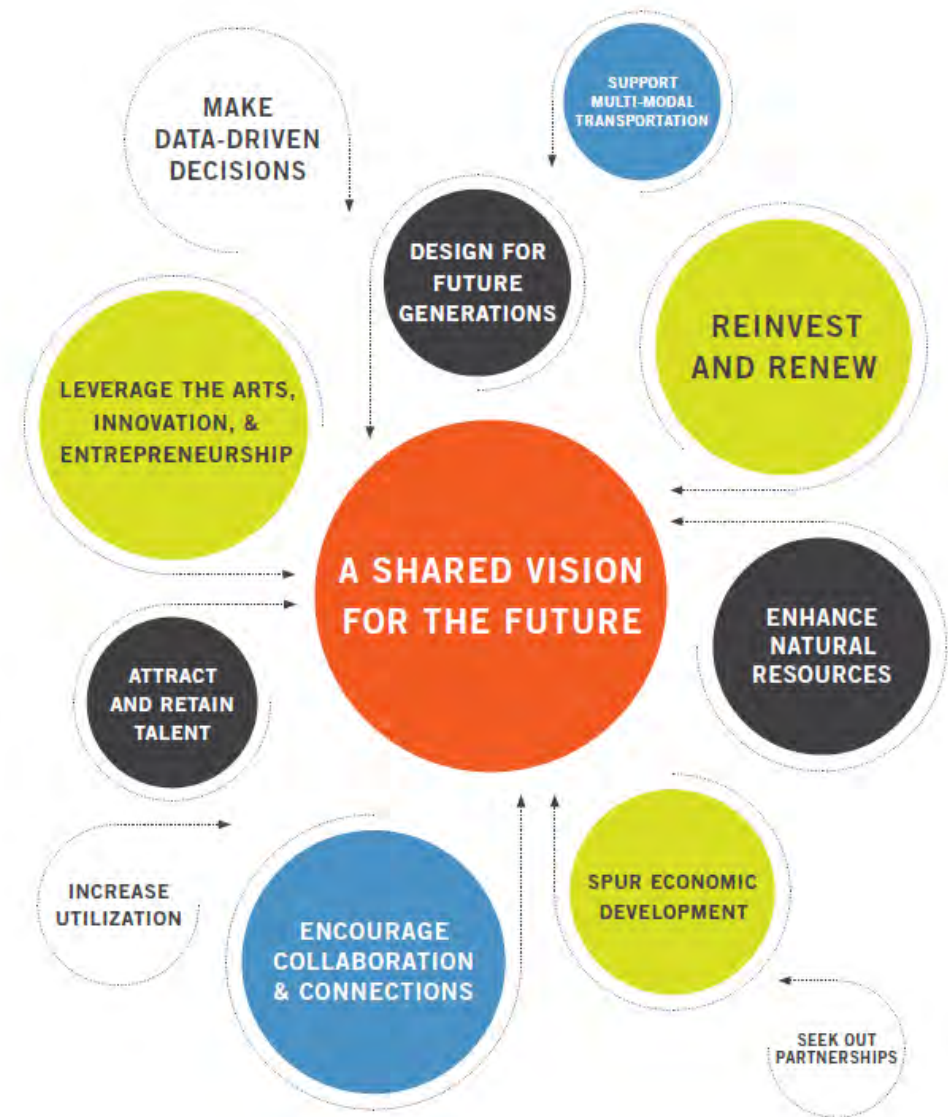 MAKE
DATA-DRIVEN
DECISIONS
SUPPORT
MULTI-MODAL
TRANSPORTATION
DESIGN FOR
FUTURE
GENERATIONS
REINVEST
AND RENEW
LEVERAGE THE ARTS,
INNOVATION, &
ENTREPRENEURSHIP
A SHARED VISION
FOR THE FUTURE
ENHANCE
NATURAL
RESOURCES
ATTRACT
AND RETAIN
TALENT
INCREASE
UTILIZATION
ENCOURAGE
COLLABORATION
& CONNECTIONS
SPUR ECONOMIC
DEVELOPMENT
SEEK OUT
PARTNERSHIPS